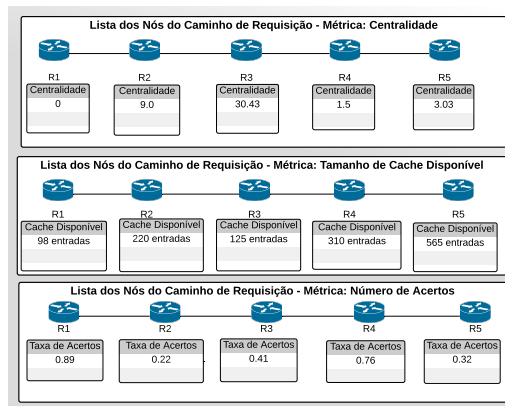 Lista dos Nós do Caminho de Requisição - Métrica: Centralidade
R1 R2 R3 R4 R5
Centralidade Centralidade Centralidade Centralidade Centralidade
0 9.0 30.43 1.5 3.03
Lista dos Nós do Caminho de Requisição - Métrica: Tamanho de Cache Disponível
R1 R2 R3 R4 R5
Cache Disponível Cache Disponível Cache Disponível Cache Disponível Cache Disponível
98 entradas 220 entradas 125 entradas 310 entradas 565 entradas
Lista dos Nós do Caminho de Requisição - Métrica: Número de Acertos
R1 R2 R3 R4 R5
Taxa de Acertos Taxa de Acertos Taxa de Acertos Taxa de Acertos Taxa de Acertos
0.89 0.22 0.41 0.76 0.32